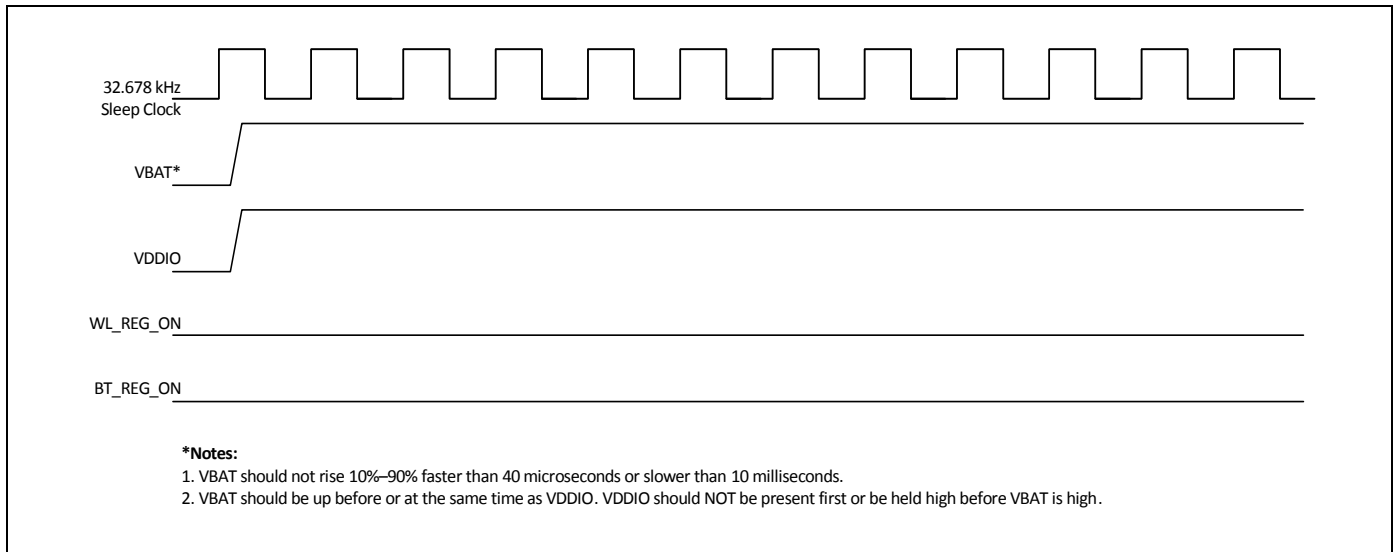 32.678 kHz
Sleep Clock
VBAT*
VDDIO
WL_REG_ON
BT_REG_ON
*Notes:
1. VBAT should not rise 10%–90% faster than 40 microseconds or slower than 10 milliseconds.
2. VBAT should be up before or at the same time as VDDIO. VDDIO should NOT be present first or be held high before VBAT is high.